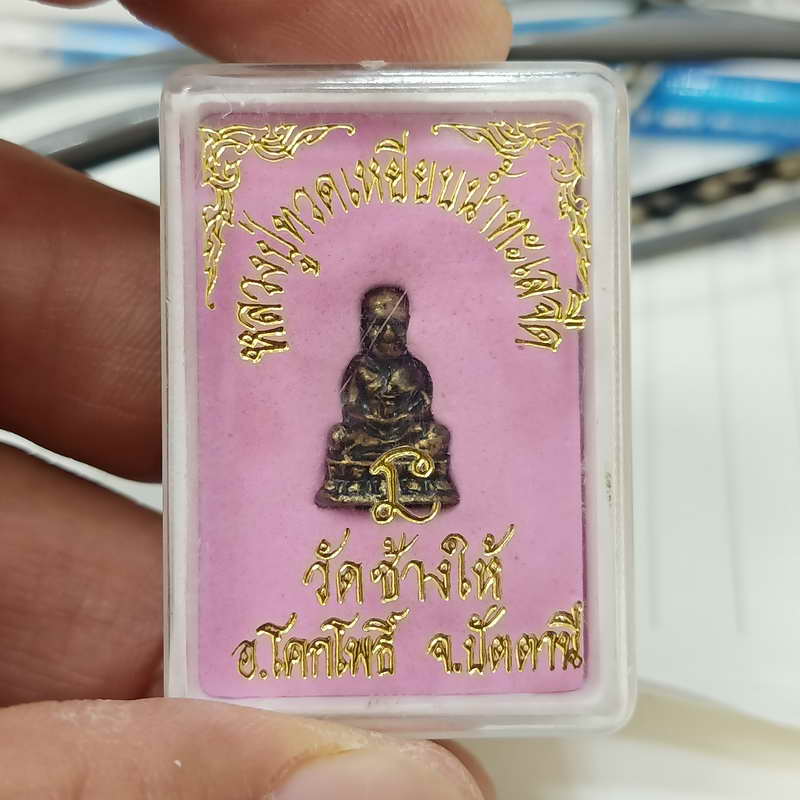 หลวงปู่ทวดเหยียบน้ำทะเลจืด
วัดช้างให้
อ.โคกโพธิ์ จ.ปัตตานี